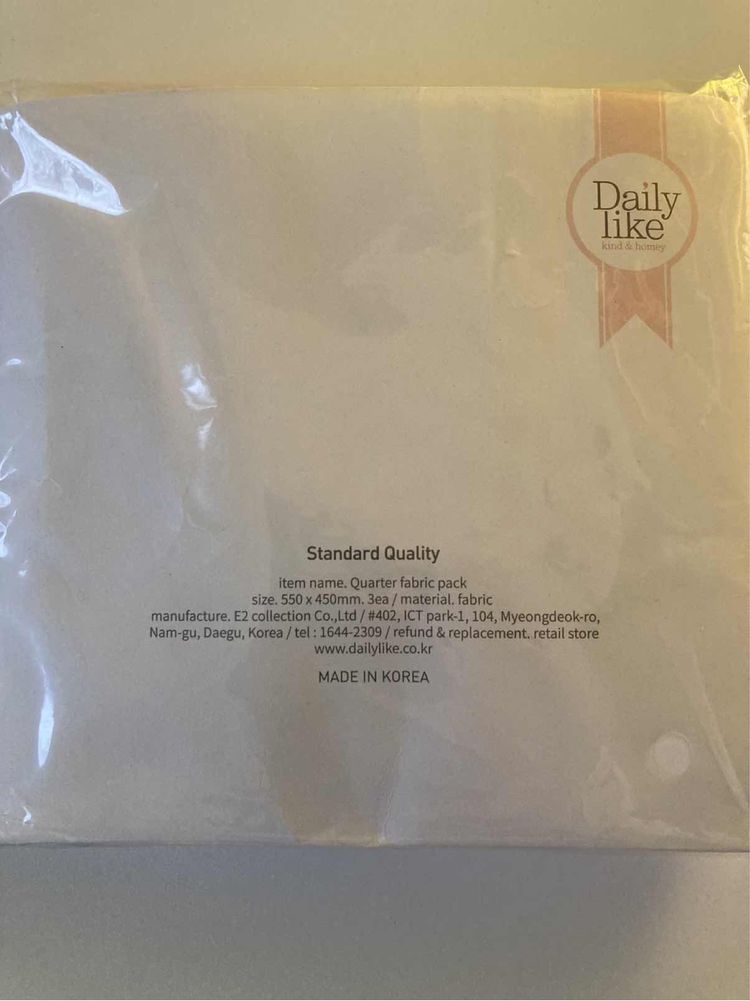 Daily
like
kind & homey
Standard Quality
item name. Quarter fabric pack
size. 550 x 450mm. 3ea / material. fabric
manufacture. E2 collection Co.,Ltd / #402, ICT park-1, 104, Myeongdeok-ro,
Nam-gu, Daegu, Korea / tel : 1644-2309 / refund & replacement. retail store
www.dailylike.co.kr
MADE IN KOREA